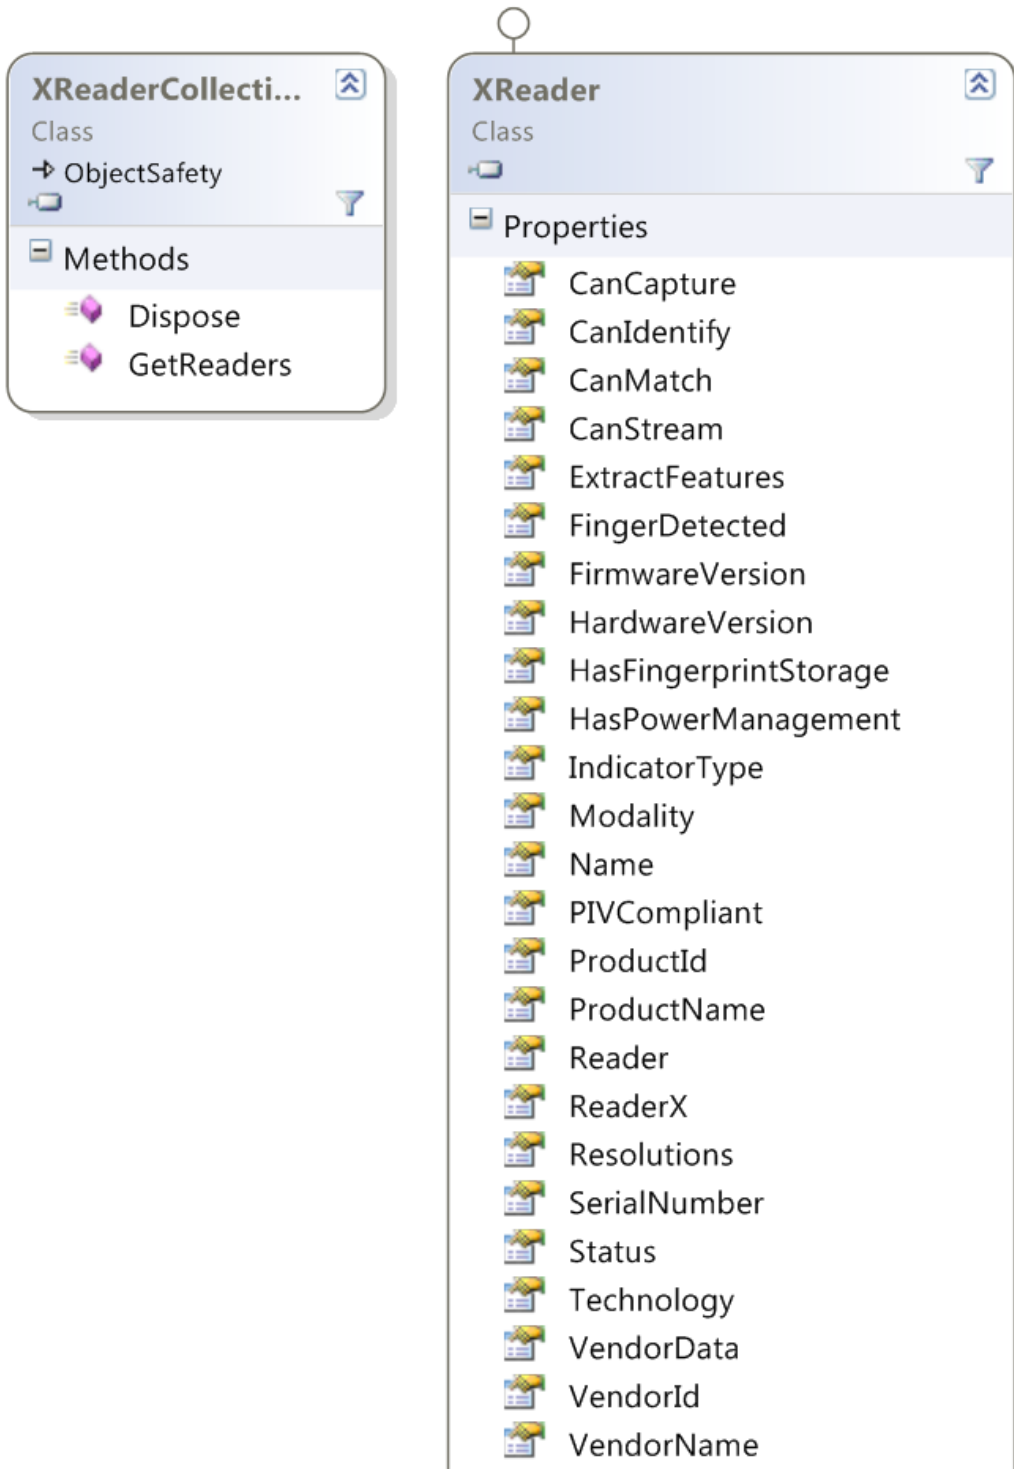 XReaderCollecti...
Class
ObjectSafety
Methods
Dispose
GetReaders
XReader
Class
Properties
CanCapture
CanIdentify
CanMatch
CanStream
ExtractFeatures
FingerDetected
FirmwareVersion
HardwareVersion
HasFingerprintStorage
HasPowerManagement
IndicatorType
Modality
Name
PIVCompliant
ProductId
ProductName
Reader
ReaderX
Resolutions
SerialNumber
Status
Technology
VendorData
VendorId
VendorName